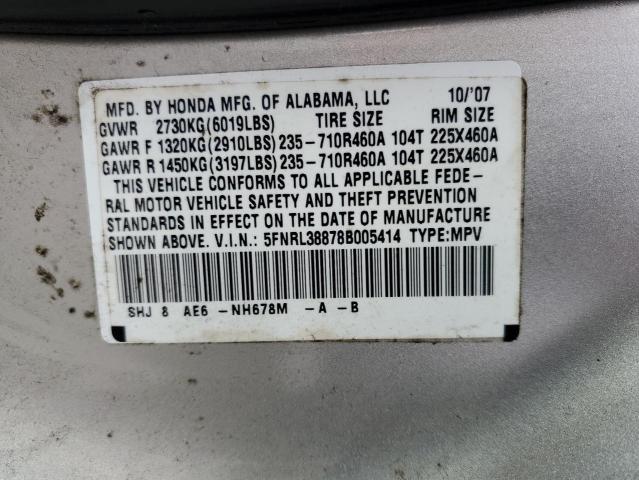 MFD. BY HONDA MFG. OF ALABAMA, LLC 10/'07
GVWR 2730KG(6019LBS) TIRE SIZE RIM SIZE
GAWR F 1320KG(2910LBS) 235-710R460A 104T 225X460A
GAWR R 1450KG(3197LBS) 235-710R460A 104T 225X460A
THIS VEHICLE CONFORMS TO ALL APPLICABLE FEDE-
RAL MOTOR VEHICLE SAFETY AND THEFT PREVENTION
STANDARDS IN EFFECT ON THE DATE OF MANUFACTURE
SHOWN ABOVE. V.I.N.: 5FNRL38878B005414 TYPE:MPV
SHJ 8 AE6 -NH678M -A -B